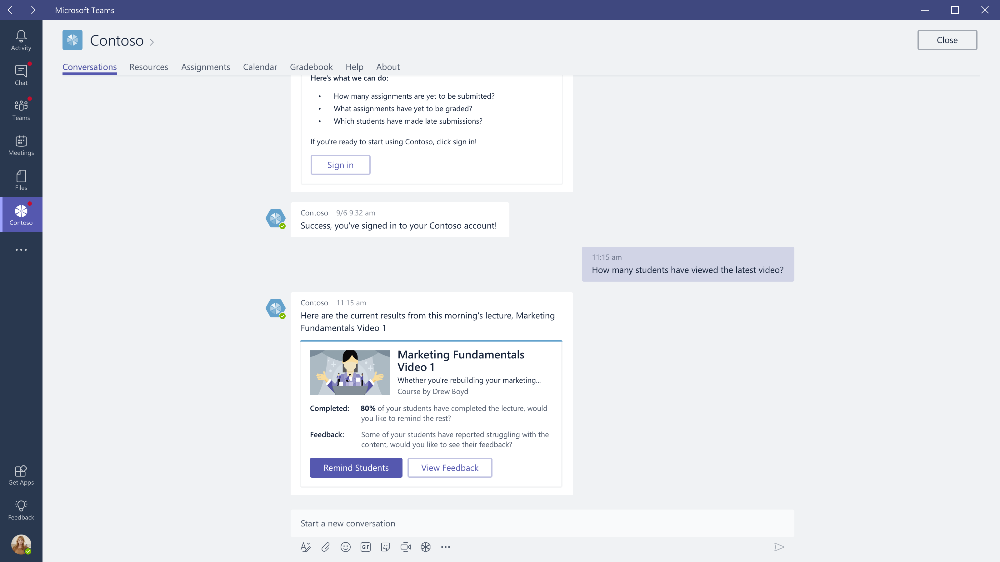 Microsoft Teams
Activity
Chat
Teams
Meetings
Files
Contoso
Get Apps
Feedback
Contoso
Close
Conversations Resources Assignments Calendar Gradebook Help About
Here's what we can do:
• How many assignments are yet to be submitted?
• What assignments have yet to be graded?
• Which students have made late submissions?
If you're ready to start using Contoso, click sign in!
Sign in
Contoso 9/6 9:32 am
Success, you've signed in to your Contoso account!
11:15 am
How many students have viewed the latest video?
Contoso 11:15 am
Here are the current results from this morning's lecture, Marketing
Fundamentals Video 1
Marketing Fundamentals
Video 1
Whether you're rebuilding your marketing...
Course by Drew Boyd
Completed: 80% of your students have completed the lecture, would
you like to remind the rest?
Feedback: Some of your students have reported struggling with the
content, would you like to see their feedback?
Remind Students View Feedback
Start a new conversation
GIF